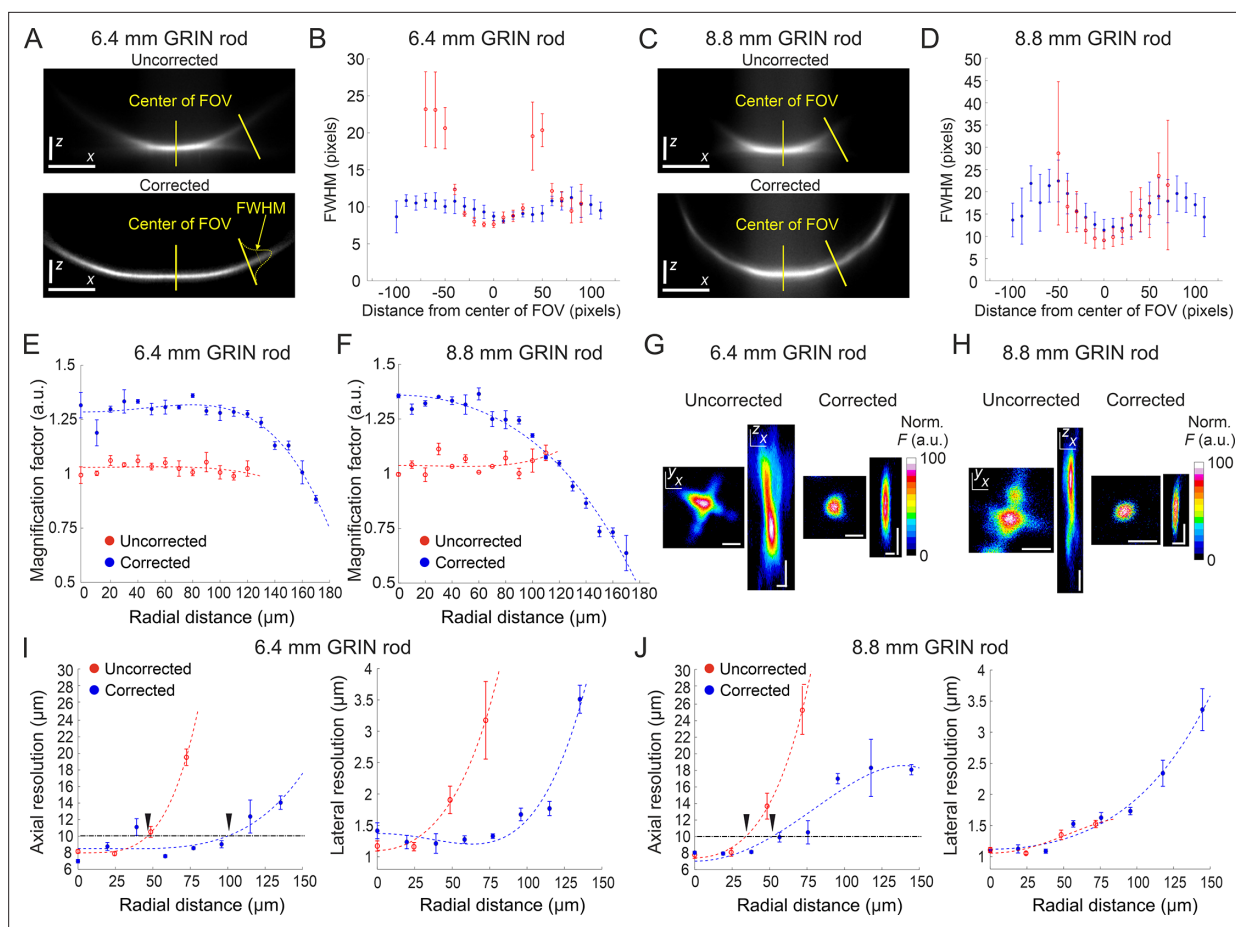 A 6.4 mm GRIN rod
Uncorrected
Center of FOV
z
x
Corrected
FWHM
Center of FOV
z
x
B 6.4 mm GRIN rod
FWHM (pixels)
30
25
20
15
10
5
0
-100 -50 0 50 100
Distance from center of FOV (pixels)
C 8.8 mm GRIN rod
Uncorrected
Center of FOV
z
x
Corrected
Center of FOV
z
x
D 8.8 mm GRIN rod
FWHM (pixels)
50
45
40
35
30
25
20
15
10
5
0
-100 -50 0 50 100
Distance from center of FOV (pixels)
E 6.4 mm GRIN rod
Magnification factor (a.u.)
1.5
1.25
1
0.75
0.5
Uncorrected
Corrected
0 20 40 60 80 100 120 140 160 180
Radial distance (µm)
F 8.8 mm GRIN rod
Magnification factor (a.u.)
1.5
1.25
1
0.75
0.5
Uncorrected
Corrected
0 20 40 60 80 100 120 140 160 180
Radial distance (µm)
G 6.4 mm GRIN rod
Uncorrected Corrected
Norm.
F (a.u.)
100
0
y
x
z
x
H 8.8 mm GRIN rod
Uncorrected Corrected
Norm.
F (a.u.)
100
0
y
x
z
x
I 6.4 mm GRIN rod
Uncorrected
Corrected
Axial resolution (µm)
30
28
26
24
22
20
18
16
14
12
10
8
6
0 25 50 75 100 125 150
Radial distance (µm)
Lateral resolution (µm)
4
3.5
3
2.5
2
1.5
1
0 25 50 75 100 125 150
Radial distance (µm)
J 8.8 mm GRIN rod
Uncorrected
Corrected
Axial resolution (µm)
30
28
26
24
22
20
18
16
14
12
10
8
6
0 25 50 75 100 125 150
Radial distance (µm)
Lateral resolution (µm)
4
3.5
3
2.5
2
1.5
1
0 25 50 75 100 125 150
Radial distance (µm)